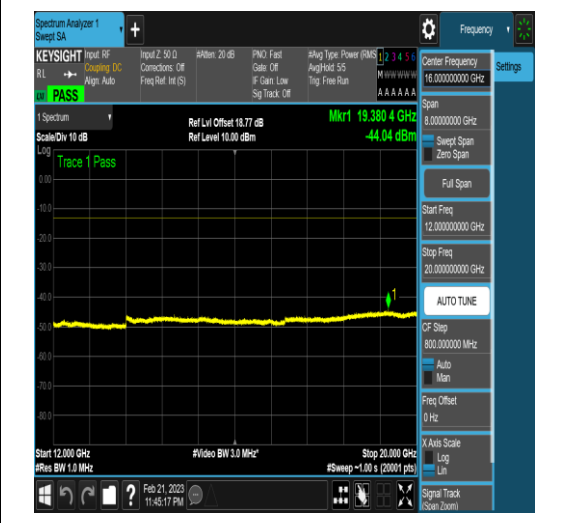 Spectrum Analyzer 1
Swept SA
+
Frequency
KEYSIGHT Input: RF
RL Coupling: DC
Align: Auto
PASS
Input Z: 50 Ω
Corrections: Off
Freq Ref: Int (S)
#Atten: 20 dB
PNO: Fast
Gate: Off
IF Gain: Low
Sig Track: Off
#Avg Type: Power (RMS
Avg|Hold: 5/5
Trig: Free Run
1 2 3 4 5 6
M W W W W W
A A A A A A
1 Spectrum
Scale/Div 10 dB
Ref Lvl Offset 18.77 dB
Ref Level 10.00 dBm
Mkr1 19.380 4 GHz
-44.04 dBm
Log
Trace 1 Pass
0.00
-10.0
-20.0
-30.0
-40.0
-50.0
-60.0
-70.0
-80.0
1
Start 12.000 GHz
#Res BW 1.0 MHz
#Video BW 3.0 MHz*
Stop 20.000 GHz
#Sweep ~1.00 s (20001 pts)
Feb 21, 2023
11:45:17 PM
?
Center Frequency
16.000000000 GHz
Settings
Span
8.00000000 GHz
Swept Span
Zero Span
Full Span
Start Freq
12.000000000 GHz
Stop Freq
20.000000000 GHz
AUTO TUNE
CF Step
800.000000 MHz
Auto
Man
Freq Offset
0 Hz
X Axis Scale
Log
Lin
Signal Track
(Span Zoom)